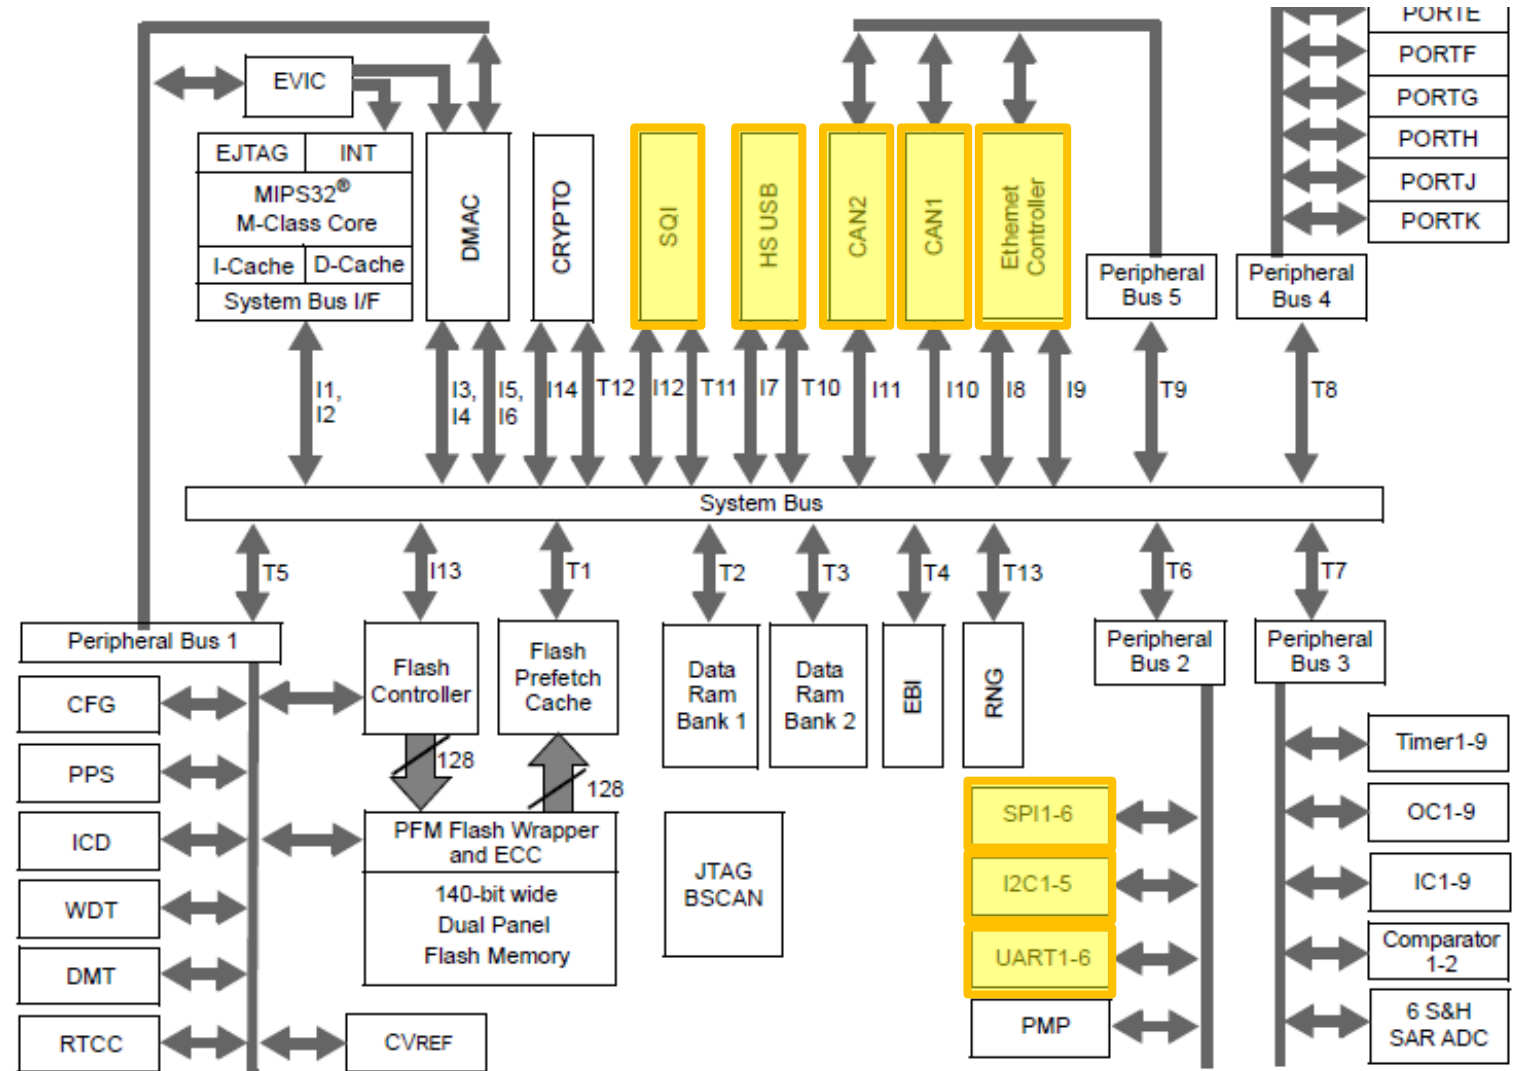 PORTE
PORTF
PORTG
PORTH
PORTJ
PORTK
EVIC
EJTAG
INT
MIPS32®
M-Class Core
I-Cache
D-Cache
System Bus I/F
DMAC
CRYPTO
SQI
HS USB
CAN2
CAN1
Ethernet
Controller
Peripheral
Bus 5
Peripheral
Bus 4
I1,
I2
I3,
I4
I5,
I6
I14
T12
I12
T11
I7
T10
I11
I10
I8
I9
T9
T8
System Bus
T5
I13
T1
T2
T3
T4
T13
T6
T7
Peripheral Bus 1
Flash
Controller
Flash
Prefetch
Cache
Data
Ram
Bank 1
Data
Ram
Bank 2
EBI
RNG
Peripheral
Bus 2
Peripheral
Bus 3
CFG
PPS
ICD
WDT
DMT
RTCC
128
128
PFM Flash Wrapper
and ECC
140-bit wide
Dual Panel
Flash Memory
CVREF
JTAG
BSCAN
SPI1-6
I2C1-5
UART1-6
PMP
Timer1-9
OC1-9
IC1-9
Comparator
1-2
6 S&H
SAR ADC